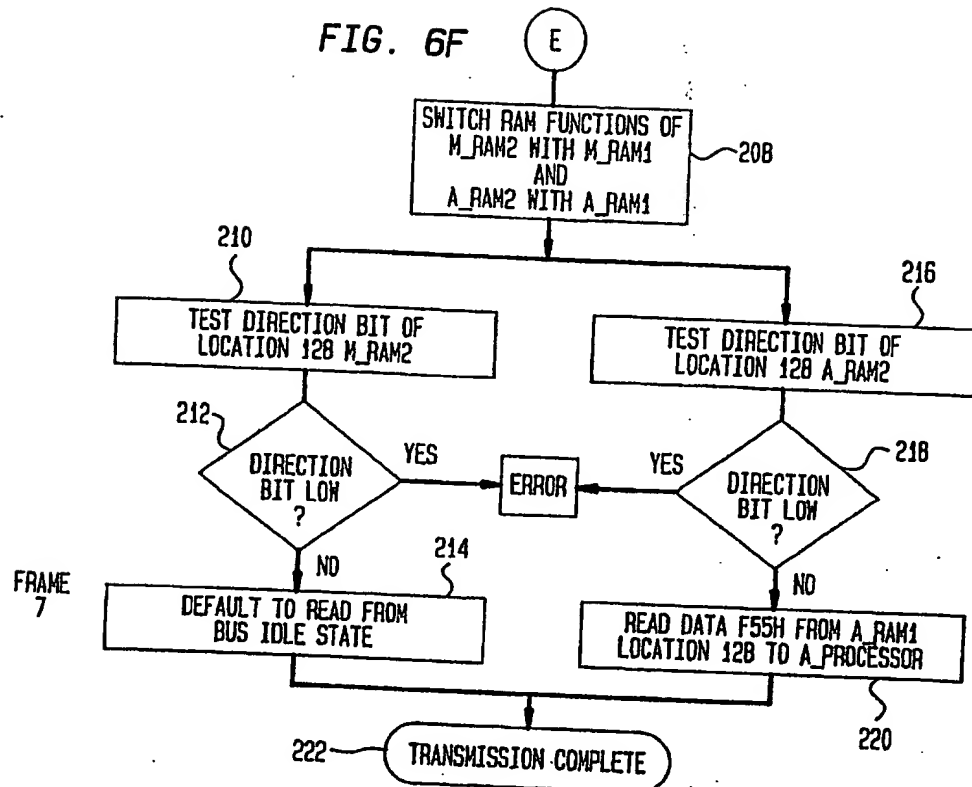 FIG. 6F
E
SWITCH RAM FUNCTIONS OF
M_RAM2 WITH M_RAM1
AND
A_RAM2 WITH A_RAM1
208
210
TEST DIRECTION BIT OF
LOCATION 128 M_RAM2
216
TEST DIRECTION BIT OF
LOCATION 128 A_RAM2
212
DIRECTION
BIT LOW
?
YES
ERROR
YES
218
DIRECTION
BIT LOW
?
NO
NO
FRAME
7
214
DEFAULT TO READ FROM
BUS IDLE STATE
READ DATA F55H FROM A_RAM1
LOCATION 128 TO A_PROCESSOR
220
222
TRANSMISSION COMPLETE